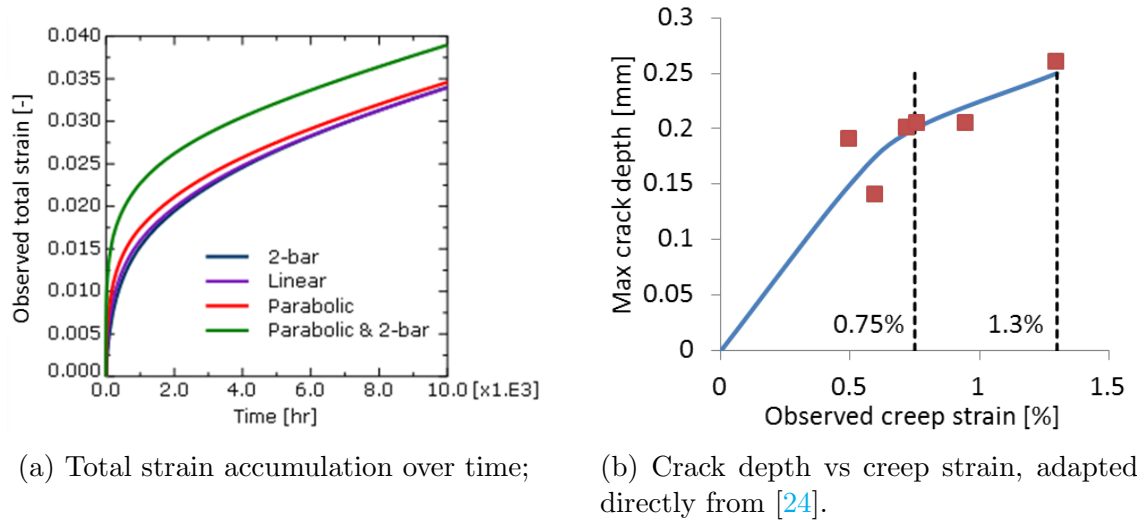 0.040
0.035
0.030
0.025
0.020
0.015
0.010
0.005
0.000
Observed total strain [-]
2-bar
Linear
Parabolic
Parabolic & 2-bar
0.0 2.0 4.0 6.0 8.0 10.0 [x1.E3]
Time [hr]
(a) Total strain accumulation over time;
0.3
0.25
0.2
0.15
0.1
0.05
0
Max crack depth [mm]
0.75% 1.3%
0 0.5 1 1.5
Observed creep strain [%]
(b) Crack depth vs creep strain, adapted
directly from [24].